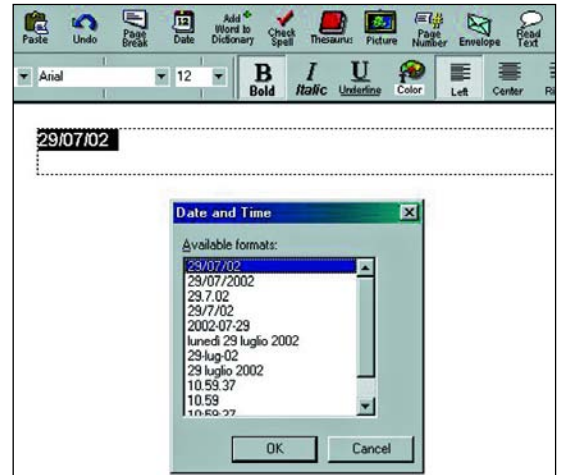 Paste Undo Page Break Date Add Word to Dictionary Check Spell Thesaurus Picture Page Number Envelope Read Text
Arial 12 B Bold I Italic U Underline Color Left Center
29/07/02
Date and Time
Available formats:
29/07/02
29/07/2002
29.7.02
29/7/02
2002-07-29
lunedì 29 luglio 2002
29-lug-02
29 luglio 2002
10.59.37
10.59
OK Cancel